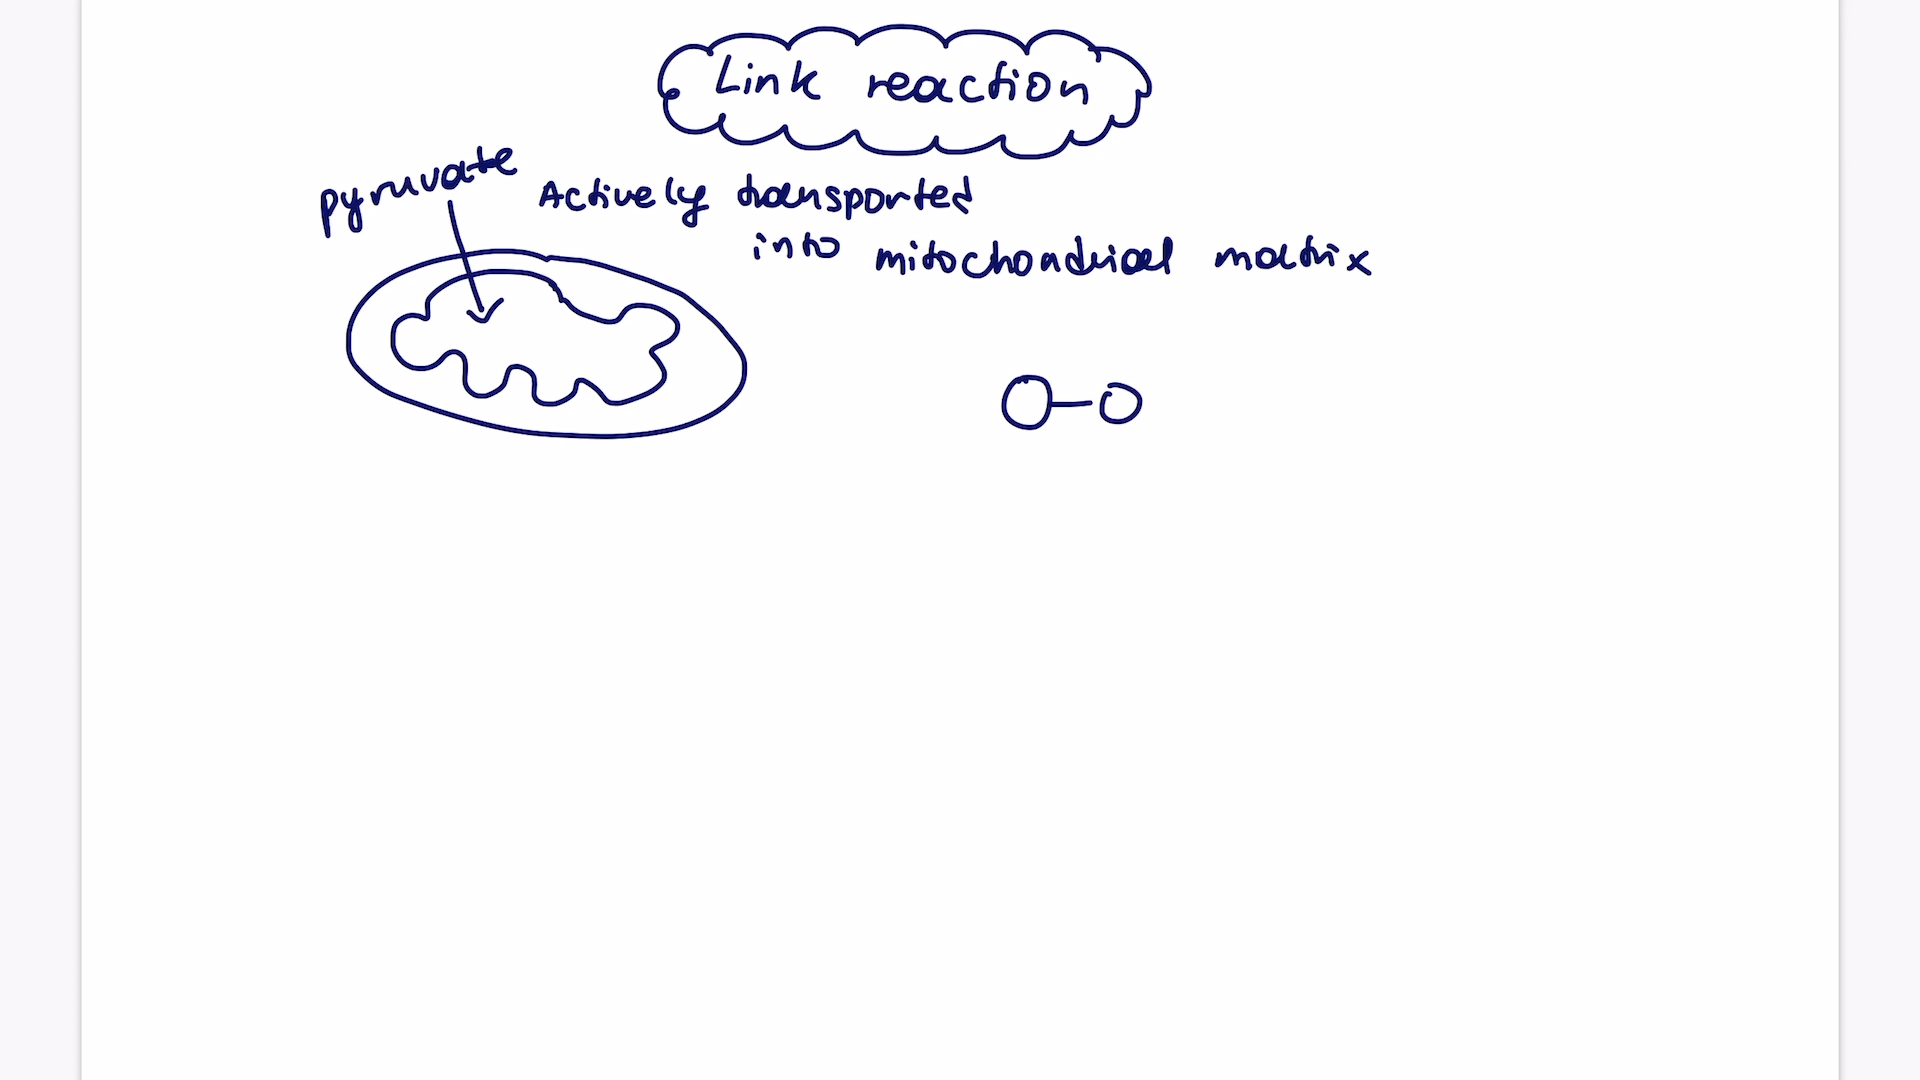 Link reaction
pyruvate
Actively transported
into mitochondrial matrix